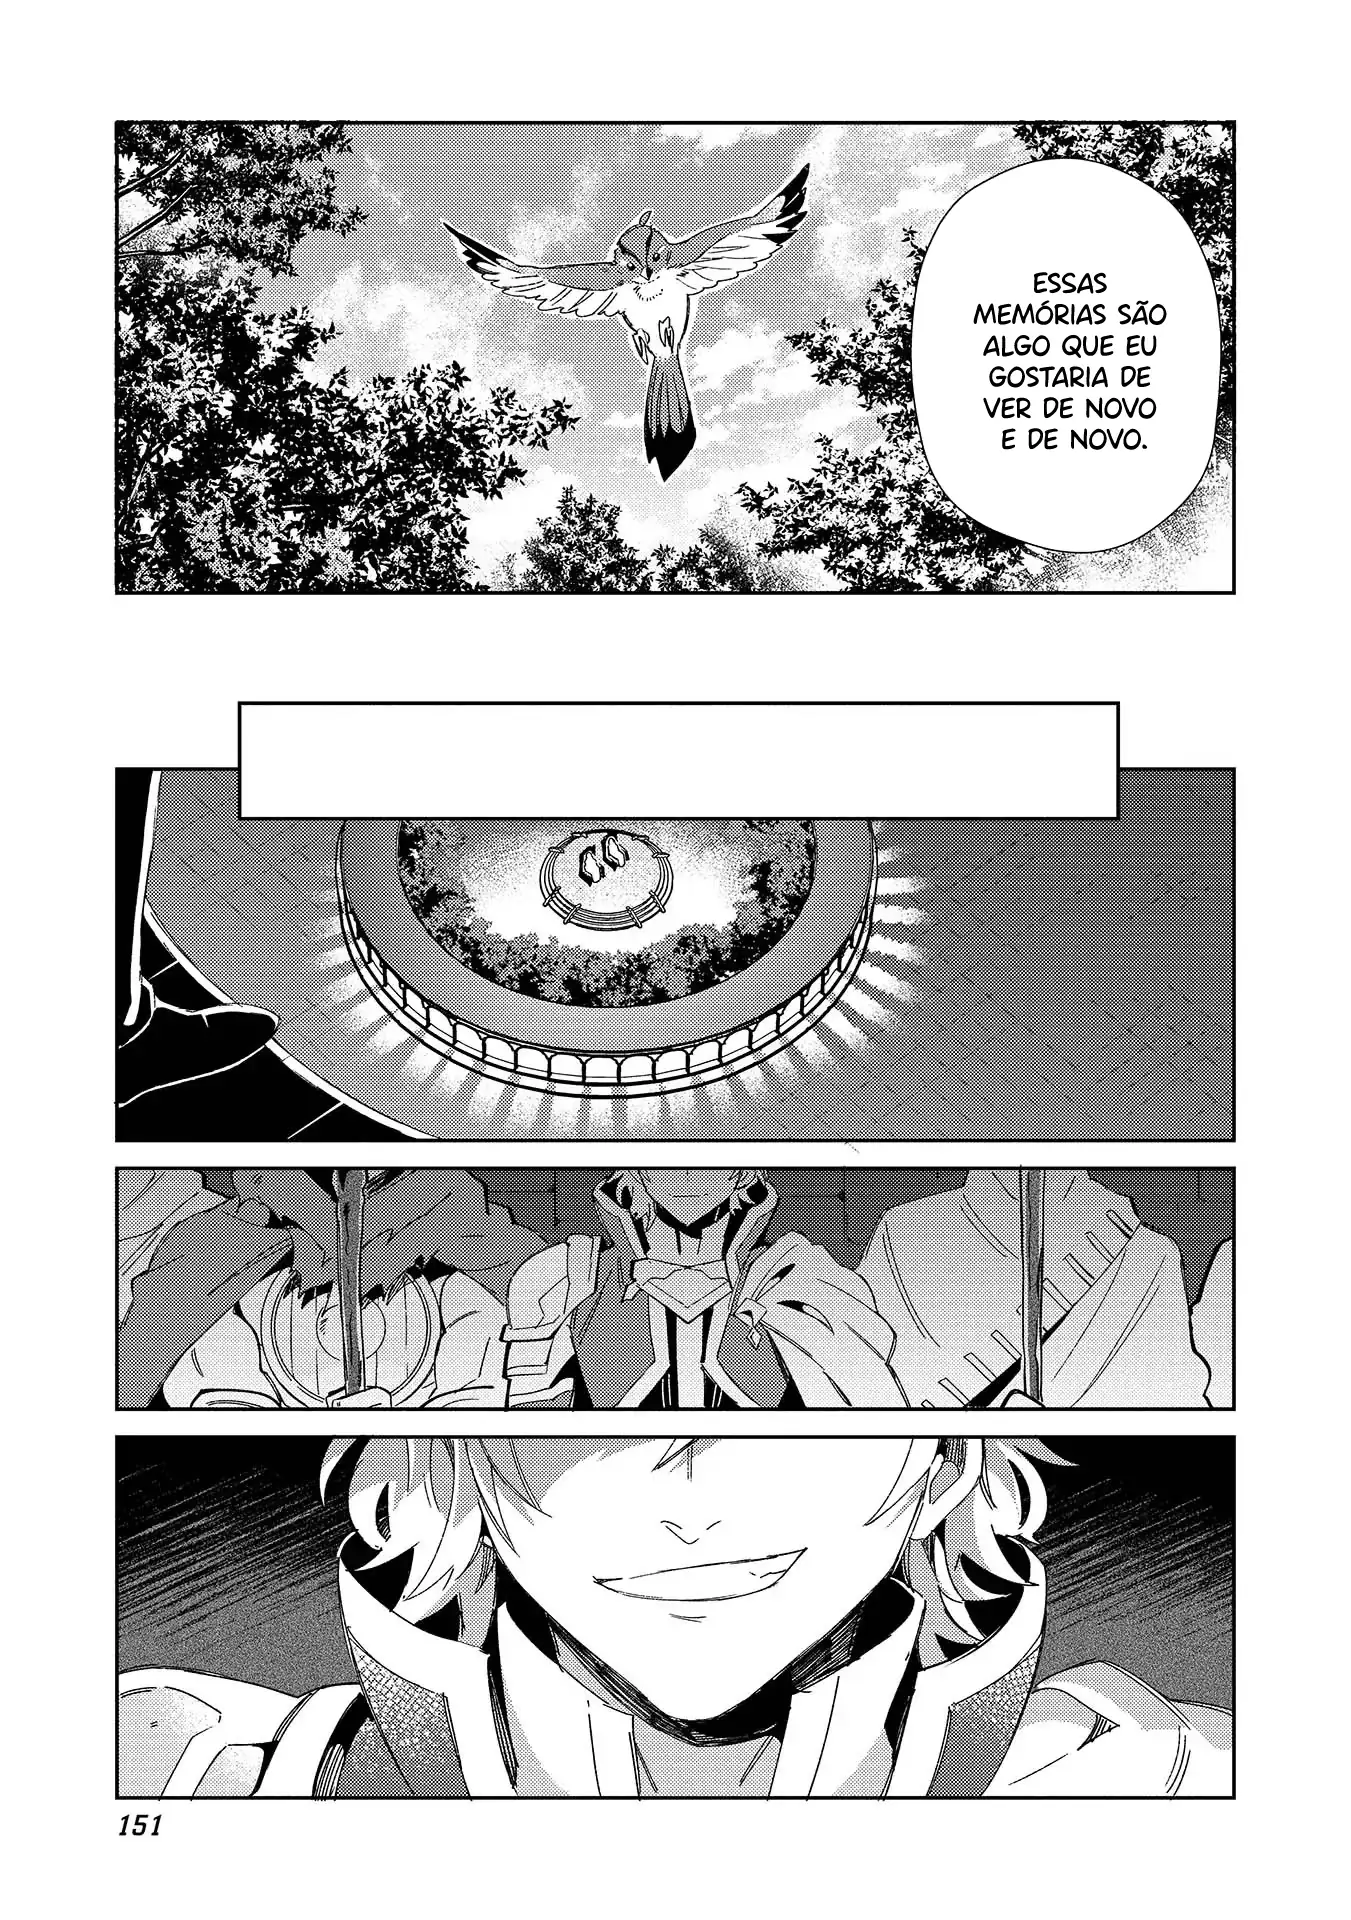 ESSAS
MEMÓRIAS SÃO
ALGO QUE EU
GOSTARIA DE
VER DE NOVO
E DE NOVO.
151